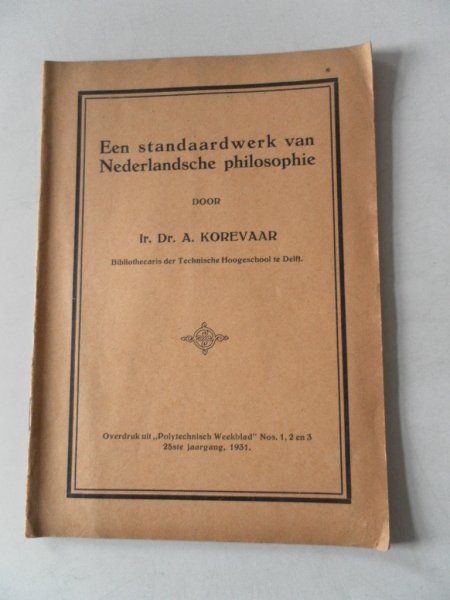 Een standaardwerk van
Nederlandsche philosophie
DOOR
Ir. Dr. A. KOREVAAR
Bibliothecaris der Technische Hoogeschool te Delft.
Overdruk uit „Polytechnisch Weekblad" Nos. 1, 2 en 3
25ste jaargang, 1931.